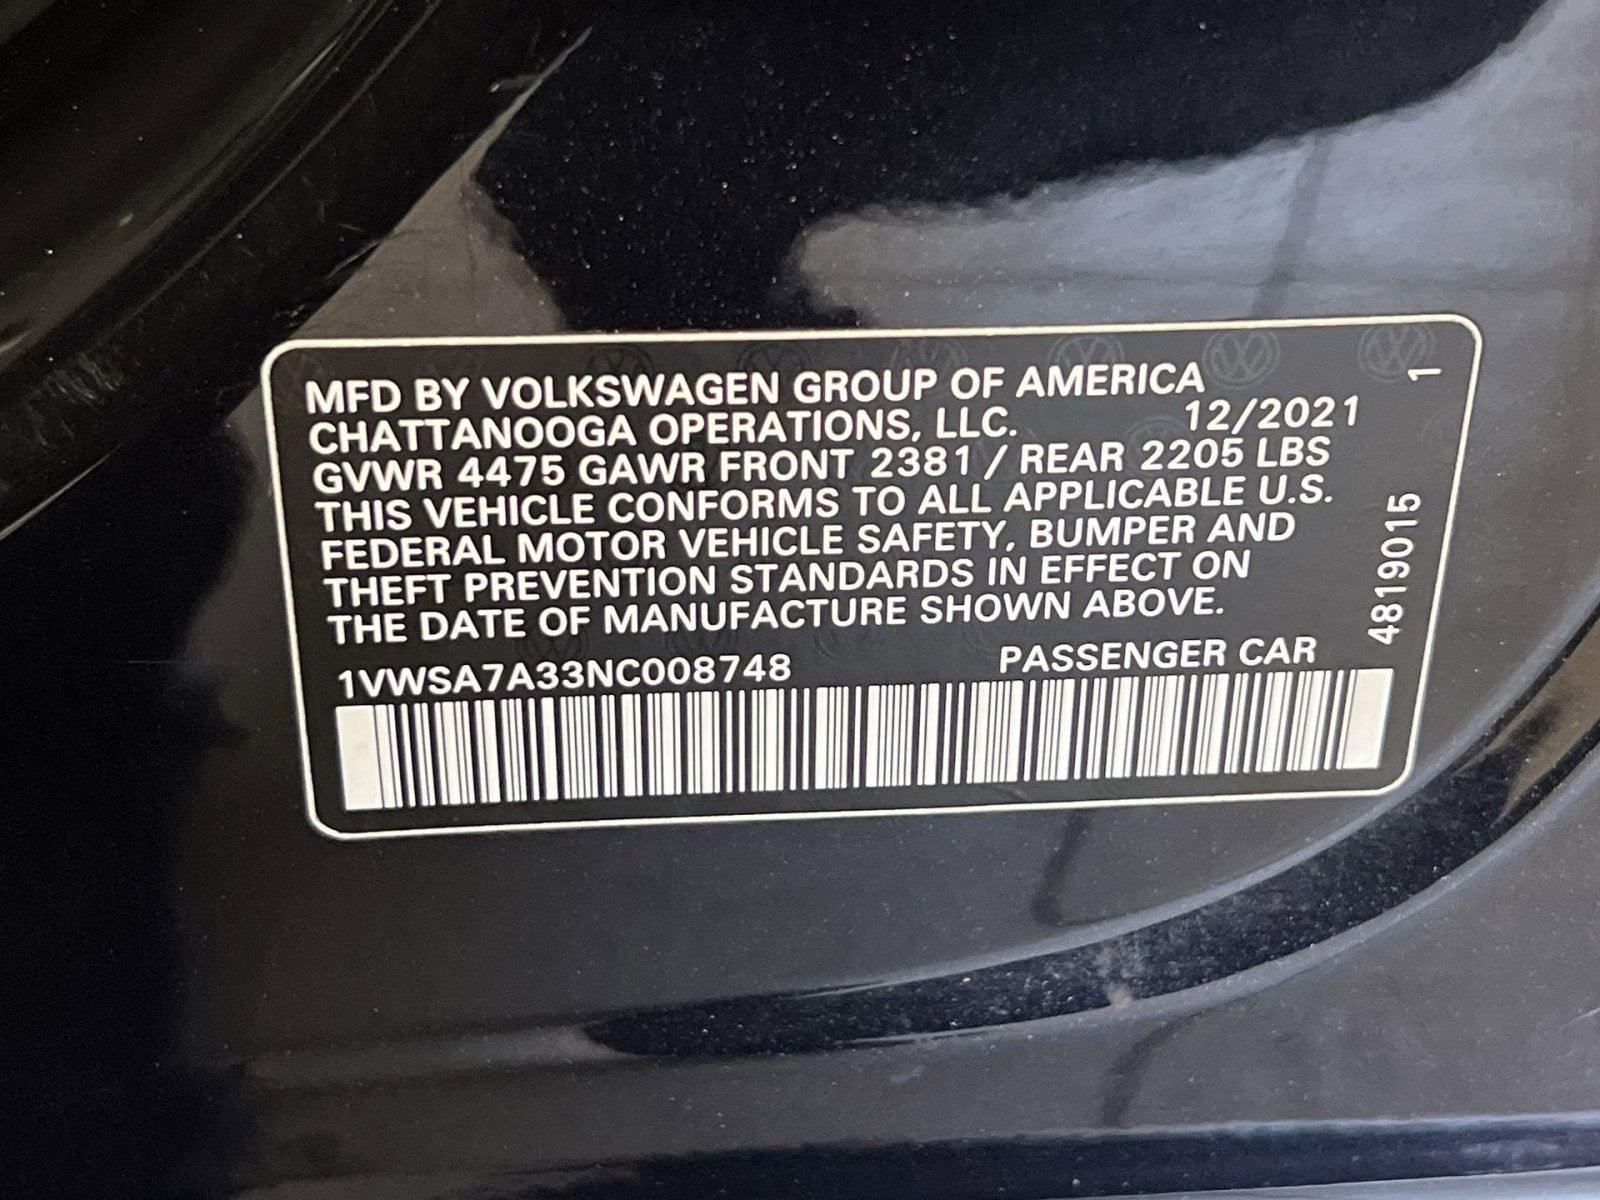 MFD BY VOLKSWAGEN GROUP OF AMERICA
CHATTANOOGA OPERATIONS, LLC. 12/2021
GVWR 4475 GAWR FRONT 2381 / REAR 2205 LBS
THIS VEHICLE CONFORMS TO ALL APPLICABLE U.S.
FEDERAL MOTOR VEHICLE SAFETY, BUMPER AND
THEFT PREVENTION STANDARDS IN EFFECT ON
THE DATE OF MANUFACTURE SHOWN ABOVE.
1VWSA7A33NC008748 PASSENGER CAR
4819015 1